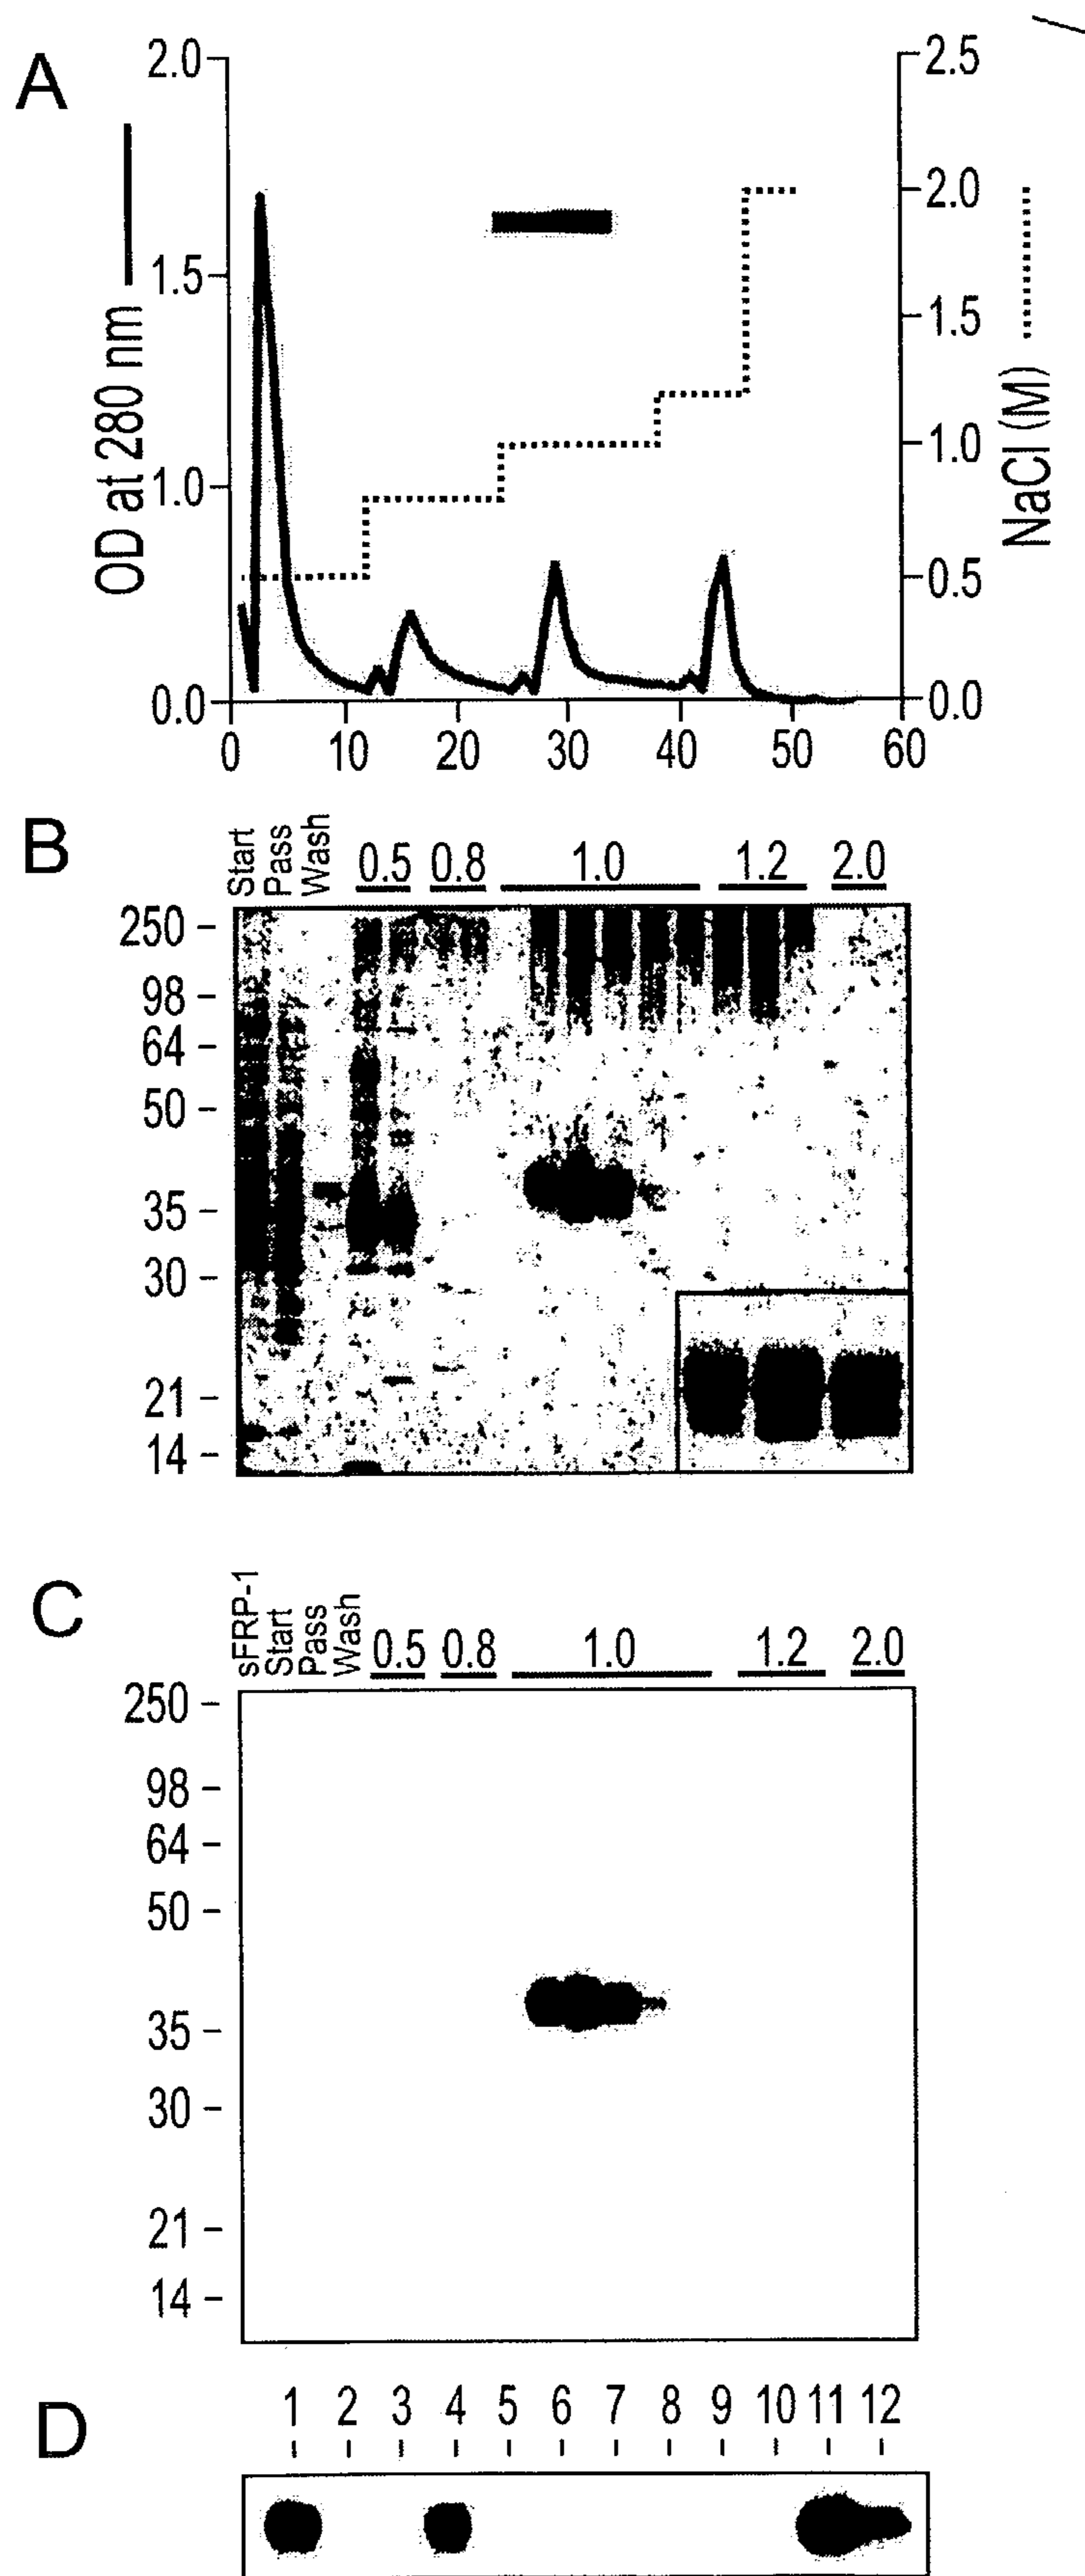 A
OD at 280 nm
2.0
1.5
1.0
0.0
2.5
2.0
1.5
1.0
0.5
0.0
NaCl (M)
0 10 20 30 40 50 60
B
Start
Pass
Wash
0.5 0.8 1.0 1.2 2.0
250
98
64
50
35
30
21
14
C
sFRP-1
Start
Pass
Wash
0.5 0.8 1.0 1.2 2.0
250
98
64
50
35
30
21
14
D
1 2 3 4 5 6 7 8 9 10 11 12